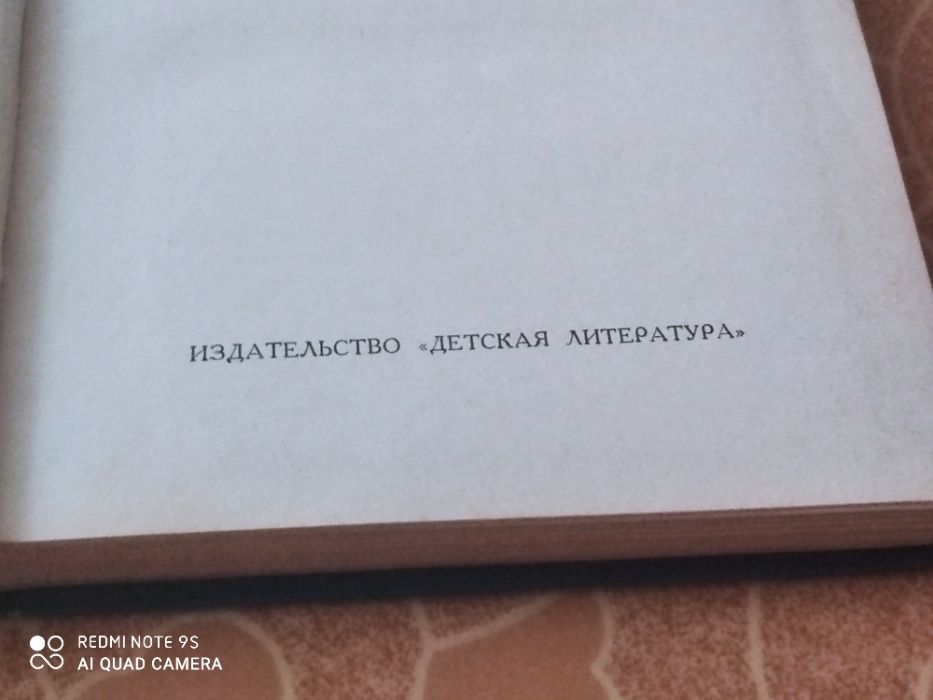 ИЗДАТЕЛЬСТВО «ДЕТСКАЯ ЛИТЕРАТУРА»
REDMI NOTE 9S
AI QUAD CAMERA